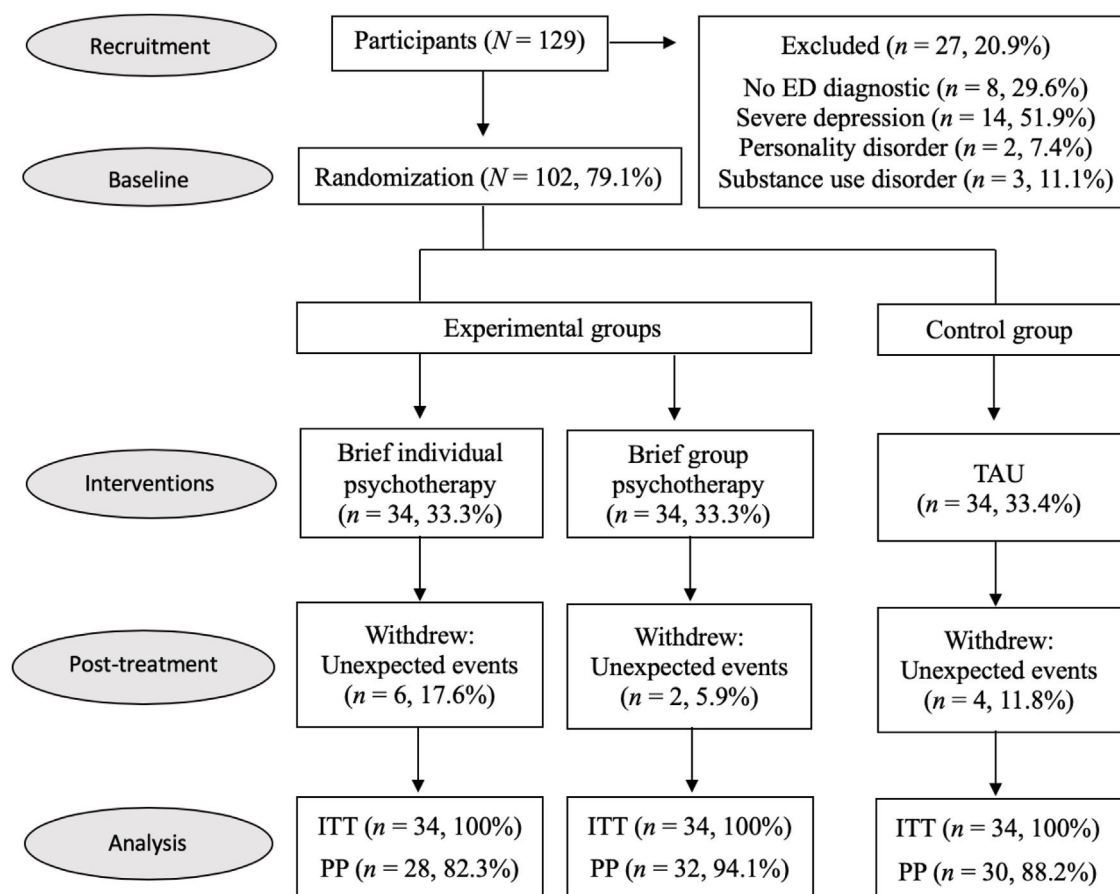 Recruitment
Participants (N = 129)
Excluded (n = 27, 20.9%)
No ED diagnostic (n = 8, 29.6%)
Severe depression (n = 14, 51.9%)
Personality disorder (n = 2, 7.4%)
Substance use disorder (n = 3, 11.1%)
Baseline
Randomization (N = 102, 79.1%)
Experimental groups
Control group
Interventions
Brief individual
psychotherapy
(n = 34, 33.3%)
Brief group
psychotherapy
(n = 34, 33.3%)
TAU
(n = 34, 33.4%)
Post-treatment
Withdrew:
Unexpected events
(n = 6, 17.6%)
Withdrew:
Unexpected events
(n = 2, 5.9%)
Withdrew:
Unexpected events
(n = 4, 11.8%)
Analysis
ITT (n = 34, 100%)
PP (n = 28, 82.3%)
ITT (n = 34, 100%)
PP (n = 32, 94.1%)
ITT (n = 34, 100%)
PP (n = 30, 88.2%)